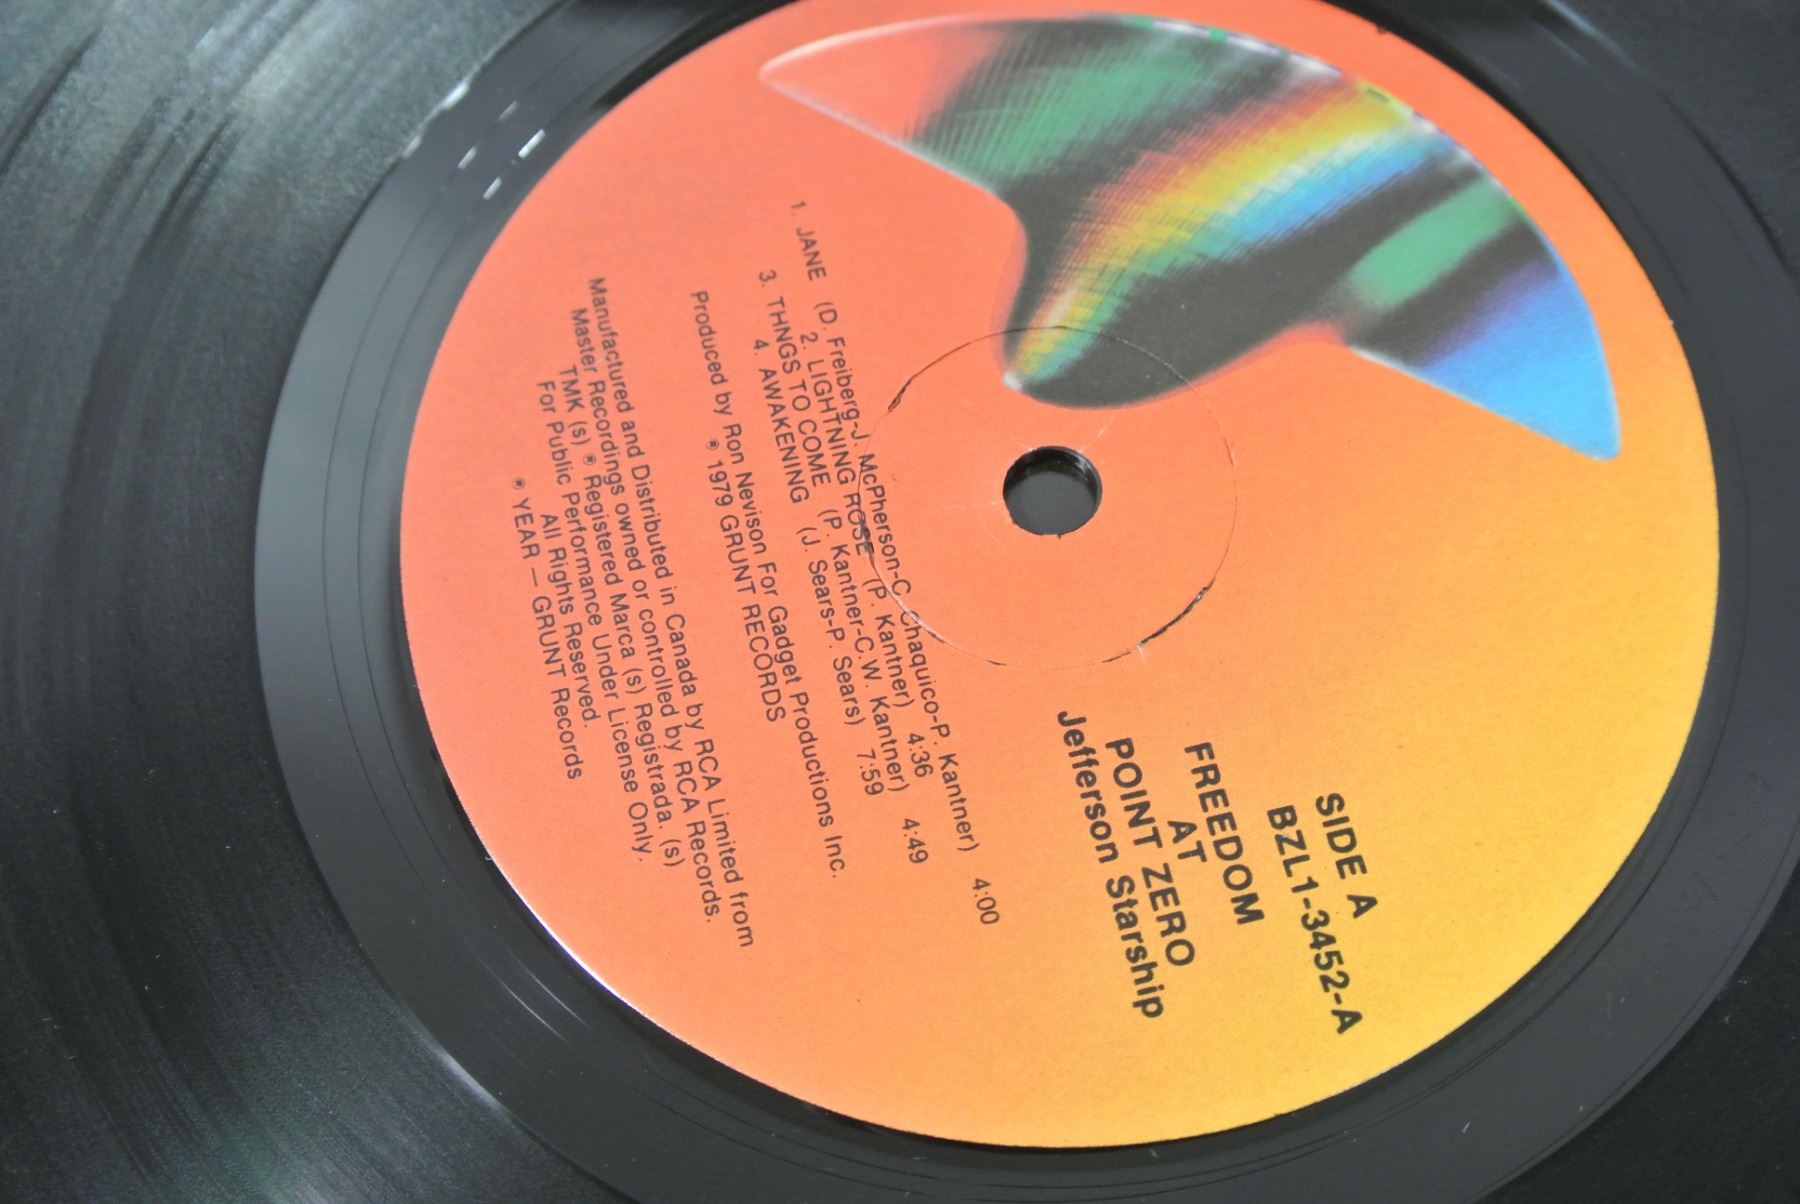 SIDE A
BZL1-3452-A
FREEDOM
AT
POINT ZERO
Jefferson Starship
1. JANE (D. Freiberg-J. McPherson-C. Chaquico-P. Kantner) 4:00
2. LIGHTNING ROSE (P. Kantner) 4:36
3. THNGS TO COME (P. Kantner-C.W. Kantner) 4:49
4. AWAKENING (J. Sears-P. Sears) 7:59
Produced by Ron Nevison For Gadget Productions Inc.
℗ 1979 GRUNT RECORDS
Manufactured and Distributed in Canada by RCA Limited from
Master Recordings owned or controlled by RCA Records.
TMK (s) ® Registered Marca (s) Registrada. (s)
For Public Performance Under License Only.
All Rights Reserved.
℗ YEAR — GRUNT Records